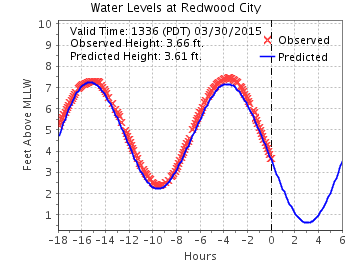 Water Levels at Redwood City
Valid Time: 1336 (PDT) 03/30/2015
Observed Height: 3.66 ft.
Predicted Height: 3.61 ft.
Observed
Predicted
Feet Above MLLW
10
9
8
7
6
5
4
3
2
1
-18 -16 -14 -12 -10 -8 -6 -4 -2 0 2 4 6
Hours